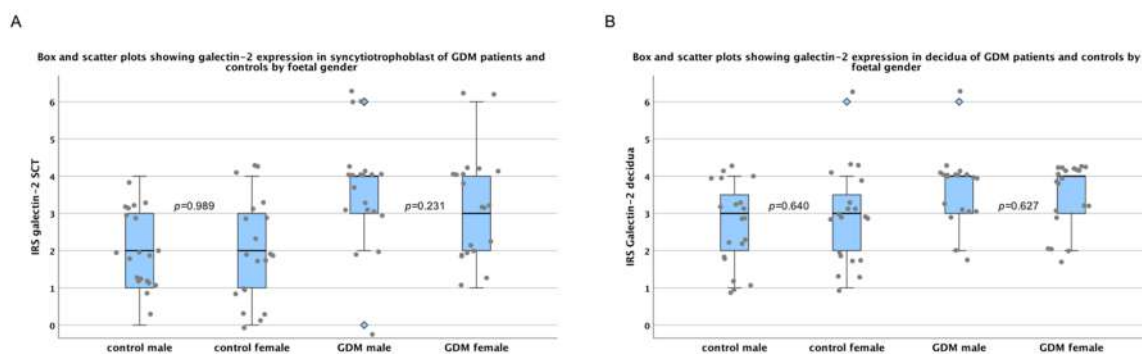 A
Box and scatter plots showing galectin-2 expression in syncytiotrophoblast of GDM patients and
controls by foetal gender
IRS galectin-2 SCT
6
5
4
3
2
1
0
p=0.989
p=0.231
control male
control female
GDM male
GDM female
B
Box and scatter plots showing galectin-2 expression in decidua of GDM patients and controls by
foetal gender
IRS Galectin-2 decidua
6
5
4
3
2
1
0
p=0.640
p=0.627
control male
control female
GDM male
GDM female